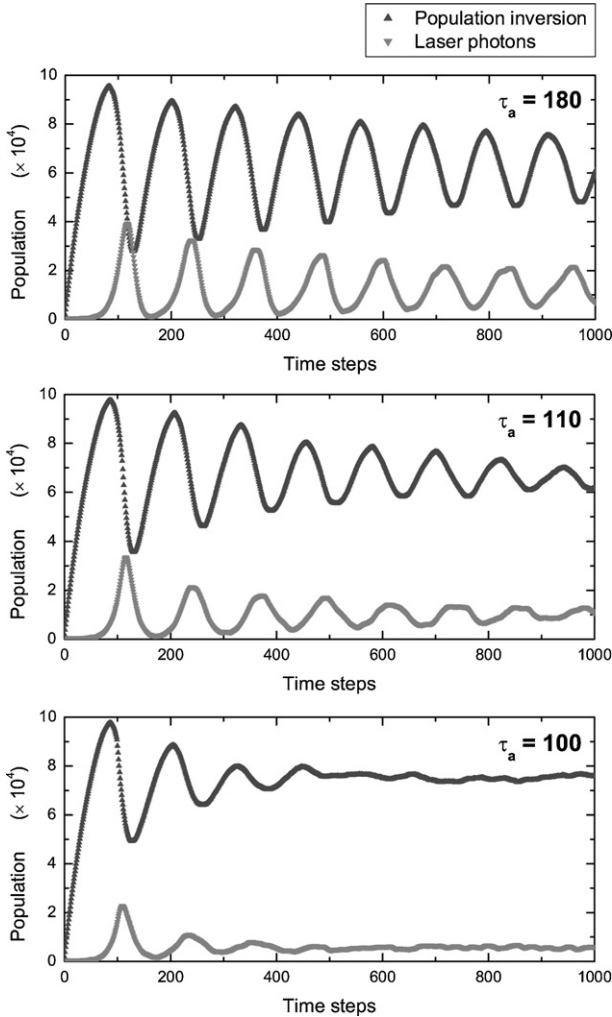 Population inversion
Laser photons
10
8
6
4
2
0
Population (× 10⁴)
τₐ = 180
0 200 400 600 800 1000
Time steps
10
8
6
4
2
0
Population (× 10⁴)
τₐ = 110
0 200 400 600 800 1000
Time steps
10
8
6
4
2
0
Population (× 10⁴)
τₐ = 100
0 200 400 600 800 1000
Time steps